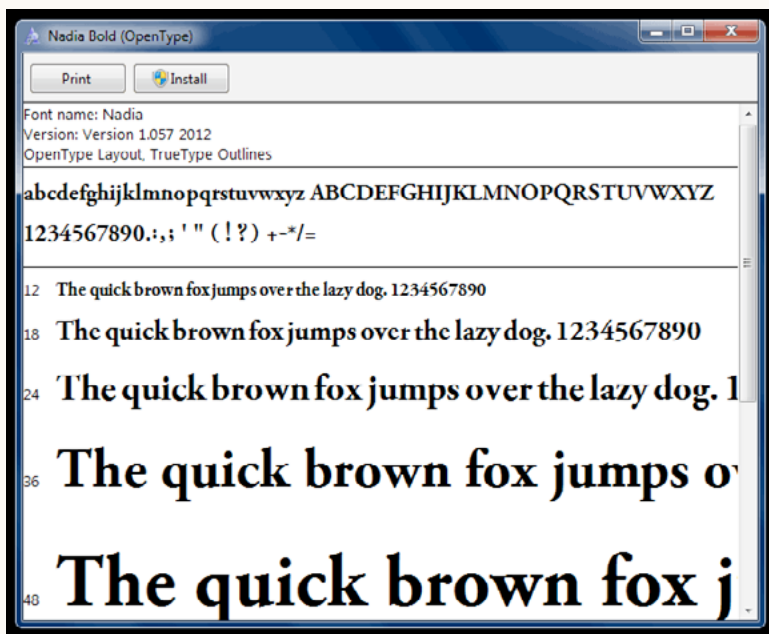 Nadia Bold (OpenType)
Print Install
Font name: Nadia
Version: Version 1.057 2012
OpenType Layout, TrueType Outlines
abcdefghijklmnopqrstuvwxyz ABCDEFGHIJKLMNOPQRSTUVWXYZ
1234567890.:,; ' " ( ! ? ) +-*/=
12 The quick brown fox jumps over the lazy dog. 1234567890
18 The quick brown fox jumps over the lazy dog. 1234567890
24 The quick brown fox jumps over the lazy dog. 1
36 The quick brown fox jumps ov
48 The quick brown fox j